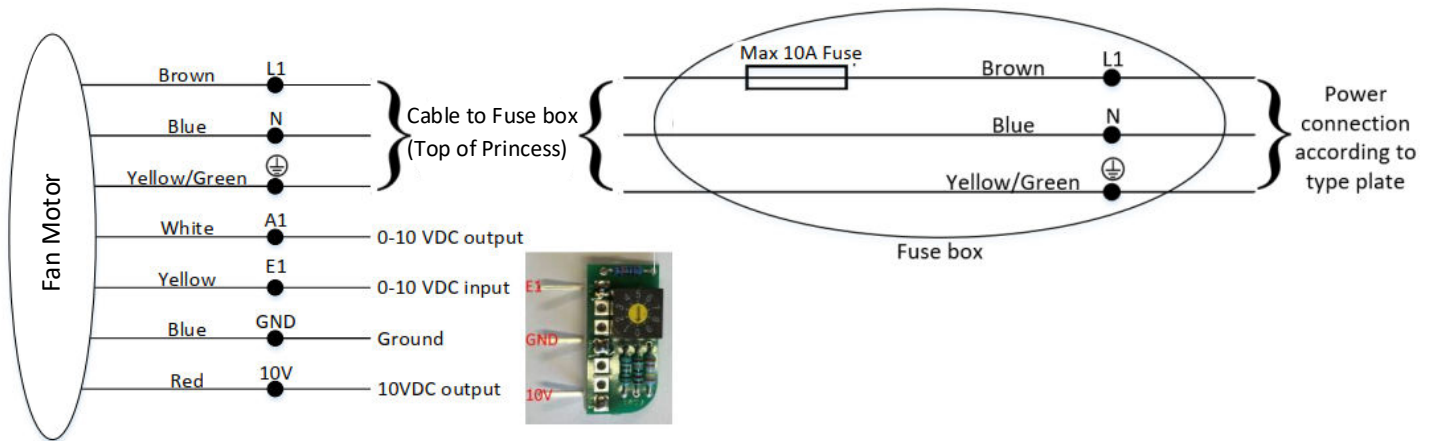 Fan Motor
Brown L1
Blue N
Yellow/Green
White A1
0-10 VDC output
Yellow E1
0-10 VDC input
Blue GND
Ground
Red 10V
10VDC output
Cable to Fuse box
(Top of Princess)
E1
GND
10V
Max 10A Fuse
Brown L1
Blue N
Yellow/Green
Fuse box
Power
connection
according to
type plate